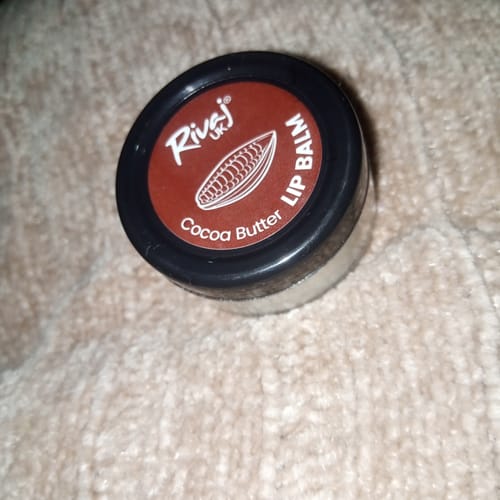 Rivaj®
UK
Cocoa Butter
LIP BALM